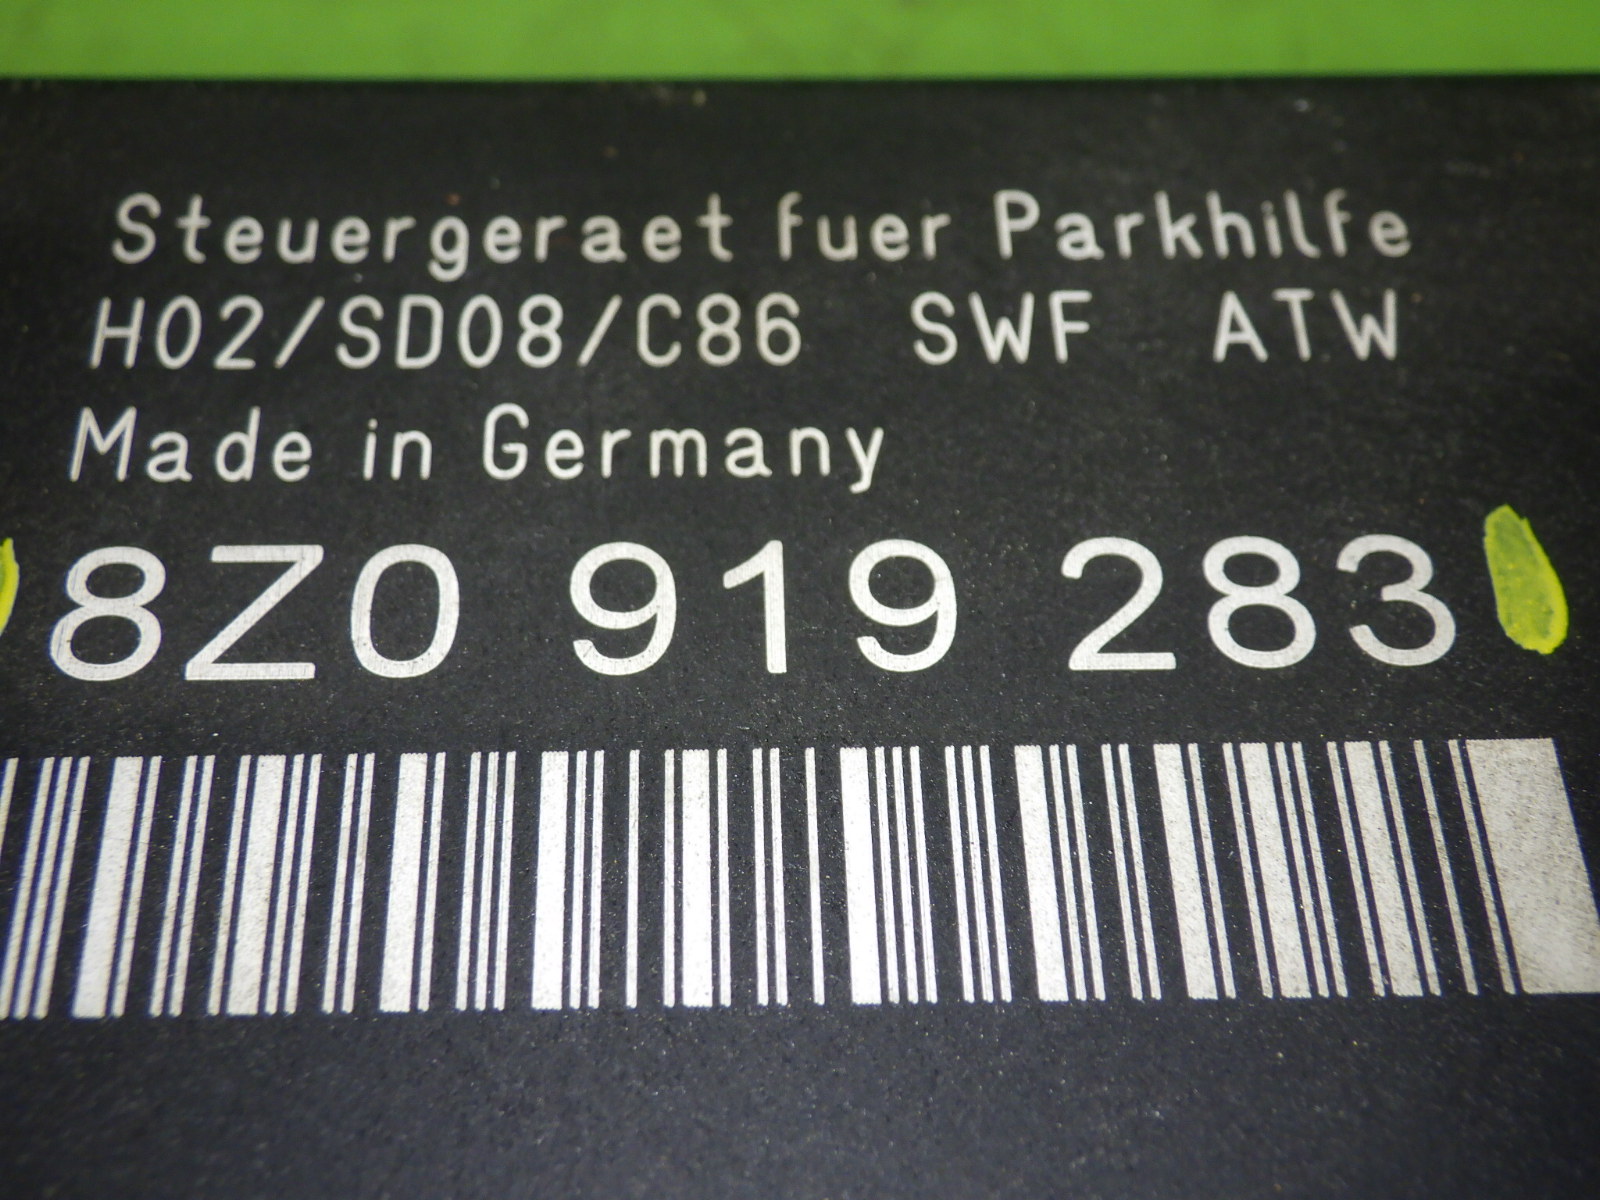 Steuergeraet fuer Parkhilfe
H02/SD08/C86 SWF ATW
Made in Germany
8Z0 919 283